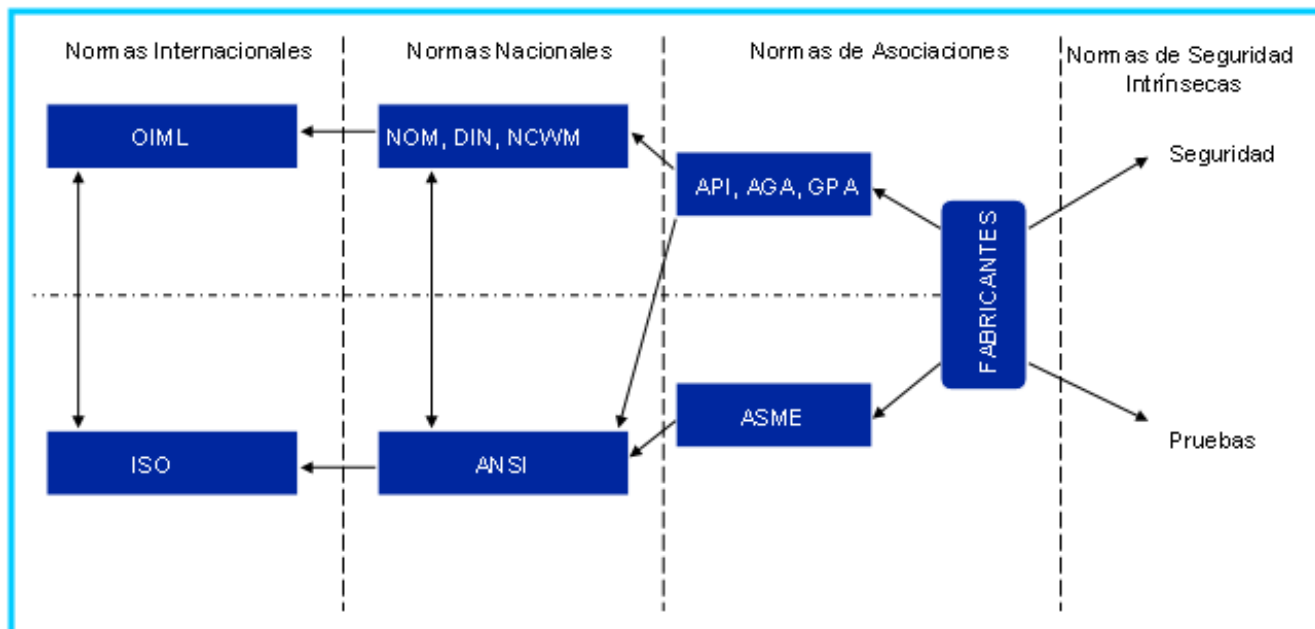 Normas Internacionales
Normas Nacionales
Normas de Asociaciones
Normas de Seguridad
Intrínsecas
OIML
NOM, DIN, NCWM
API, AGA, GPA
Seguridad
FABRICANTES
ASME
ISO
ANSI
Pruebas